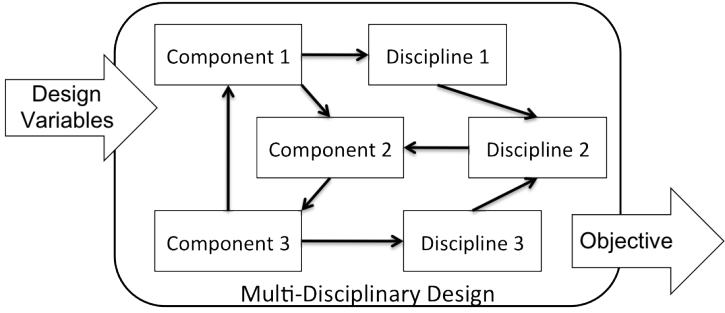 Component 1
Discipline 1
Design
Variables
Component 2
Discipline 2
Component 3
Discipline 3
Objective
Multi-Disciplinary Design